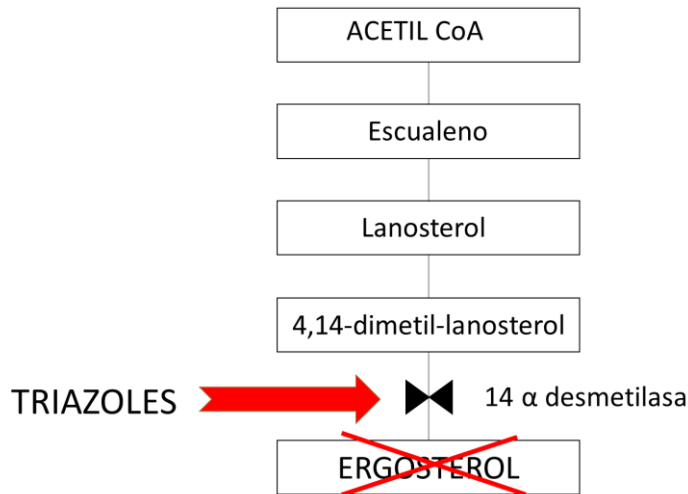 ACETIL CoA
Escualeno
Lanosterol
4,14-dimetil-lanosterol
TRIAZOLES
14 α desmetilasa
ERGOSTEROL